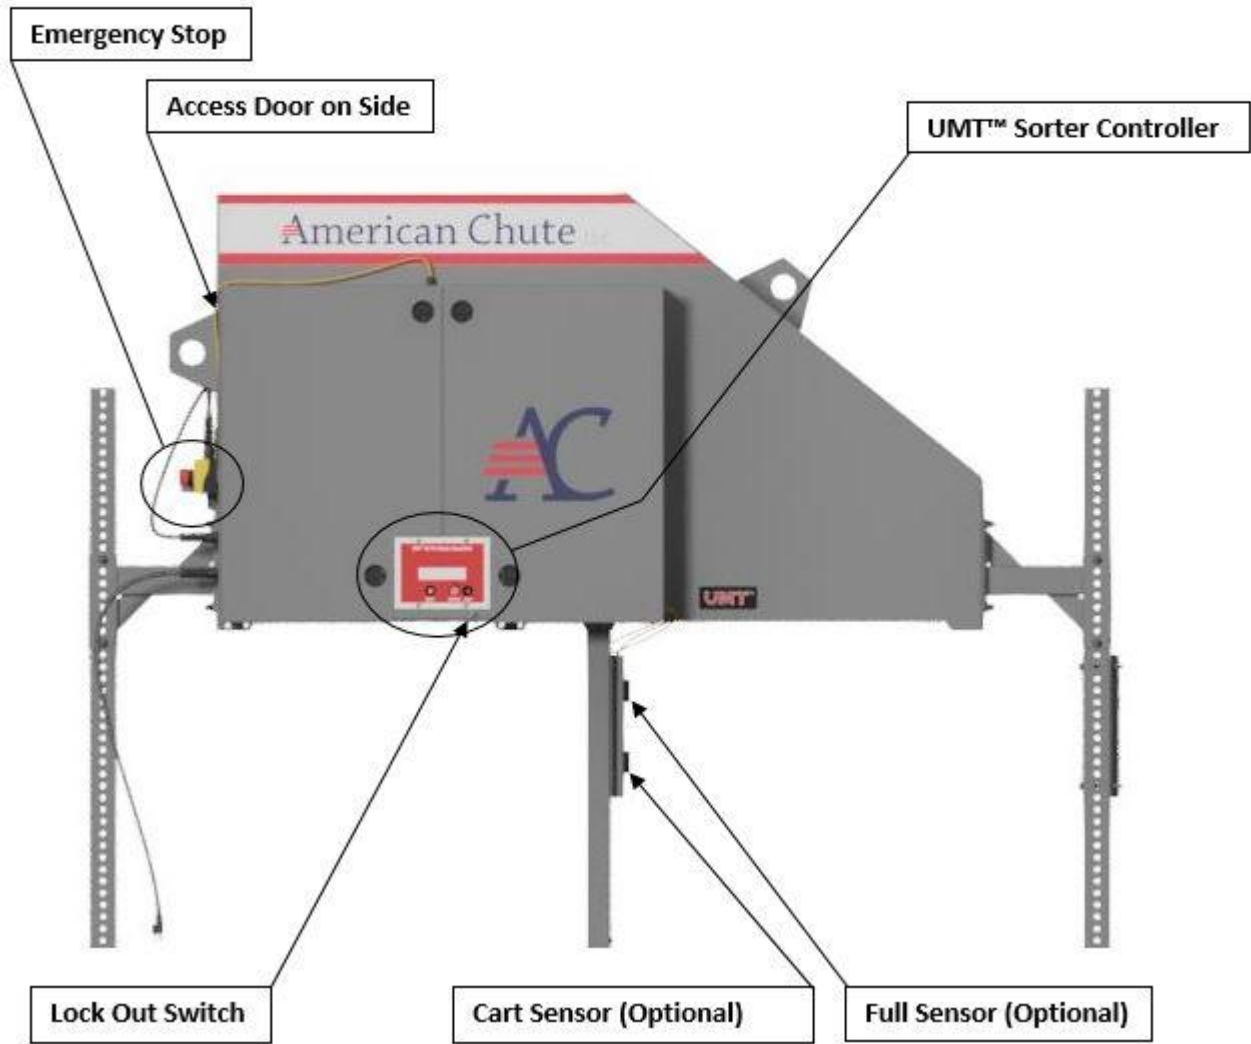 Emergency Stop
Access Door on Side
UMT™ Sorter Controller
American Chute
AC
UMT
Lock Out Switch
Cart Sensor (Optional)
Full Sensor (Optional)